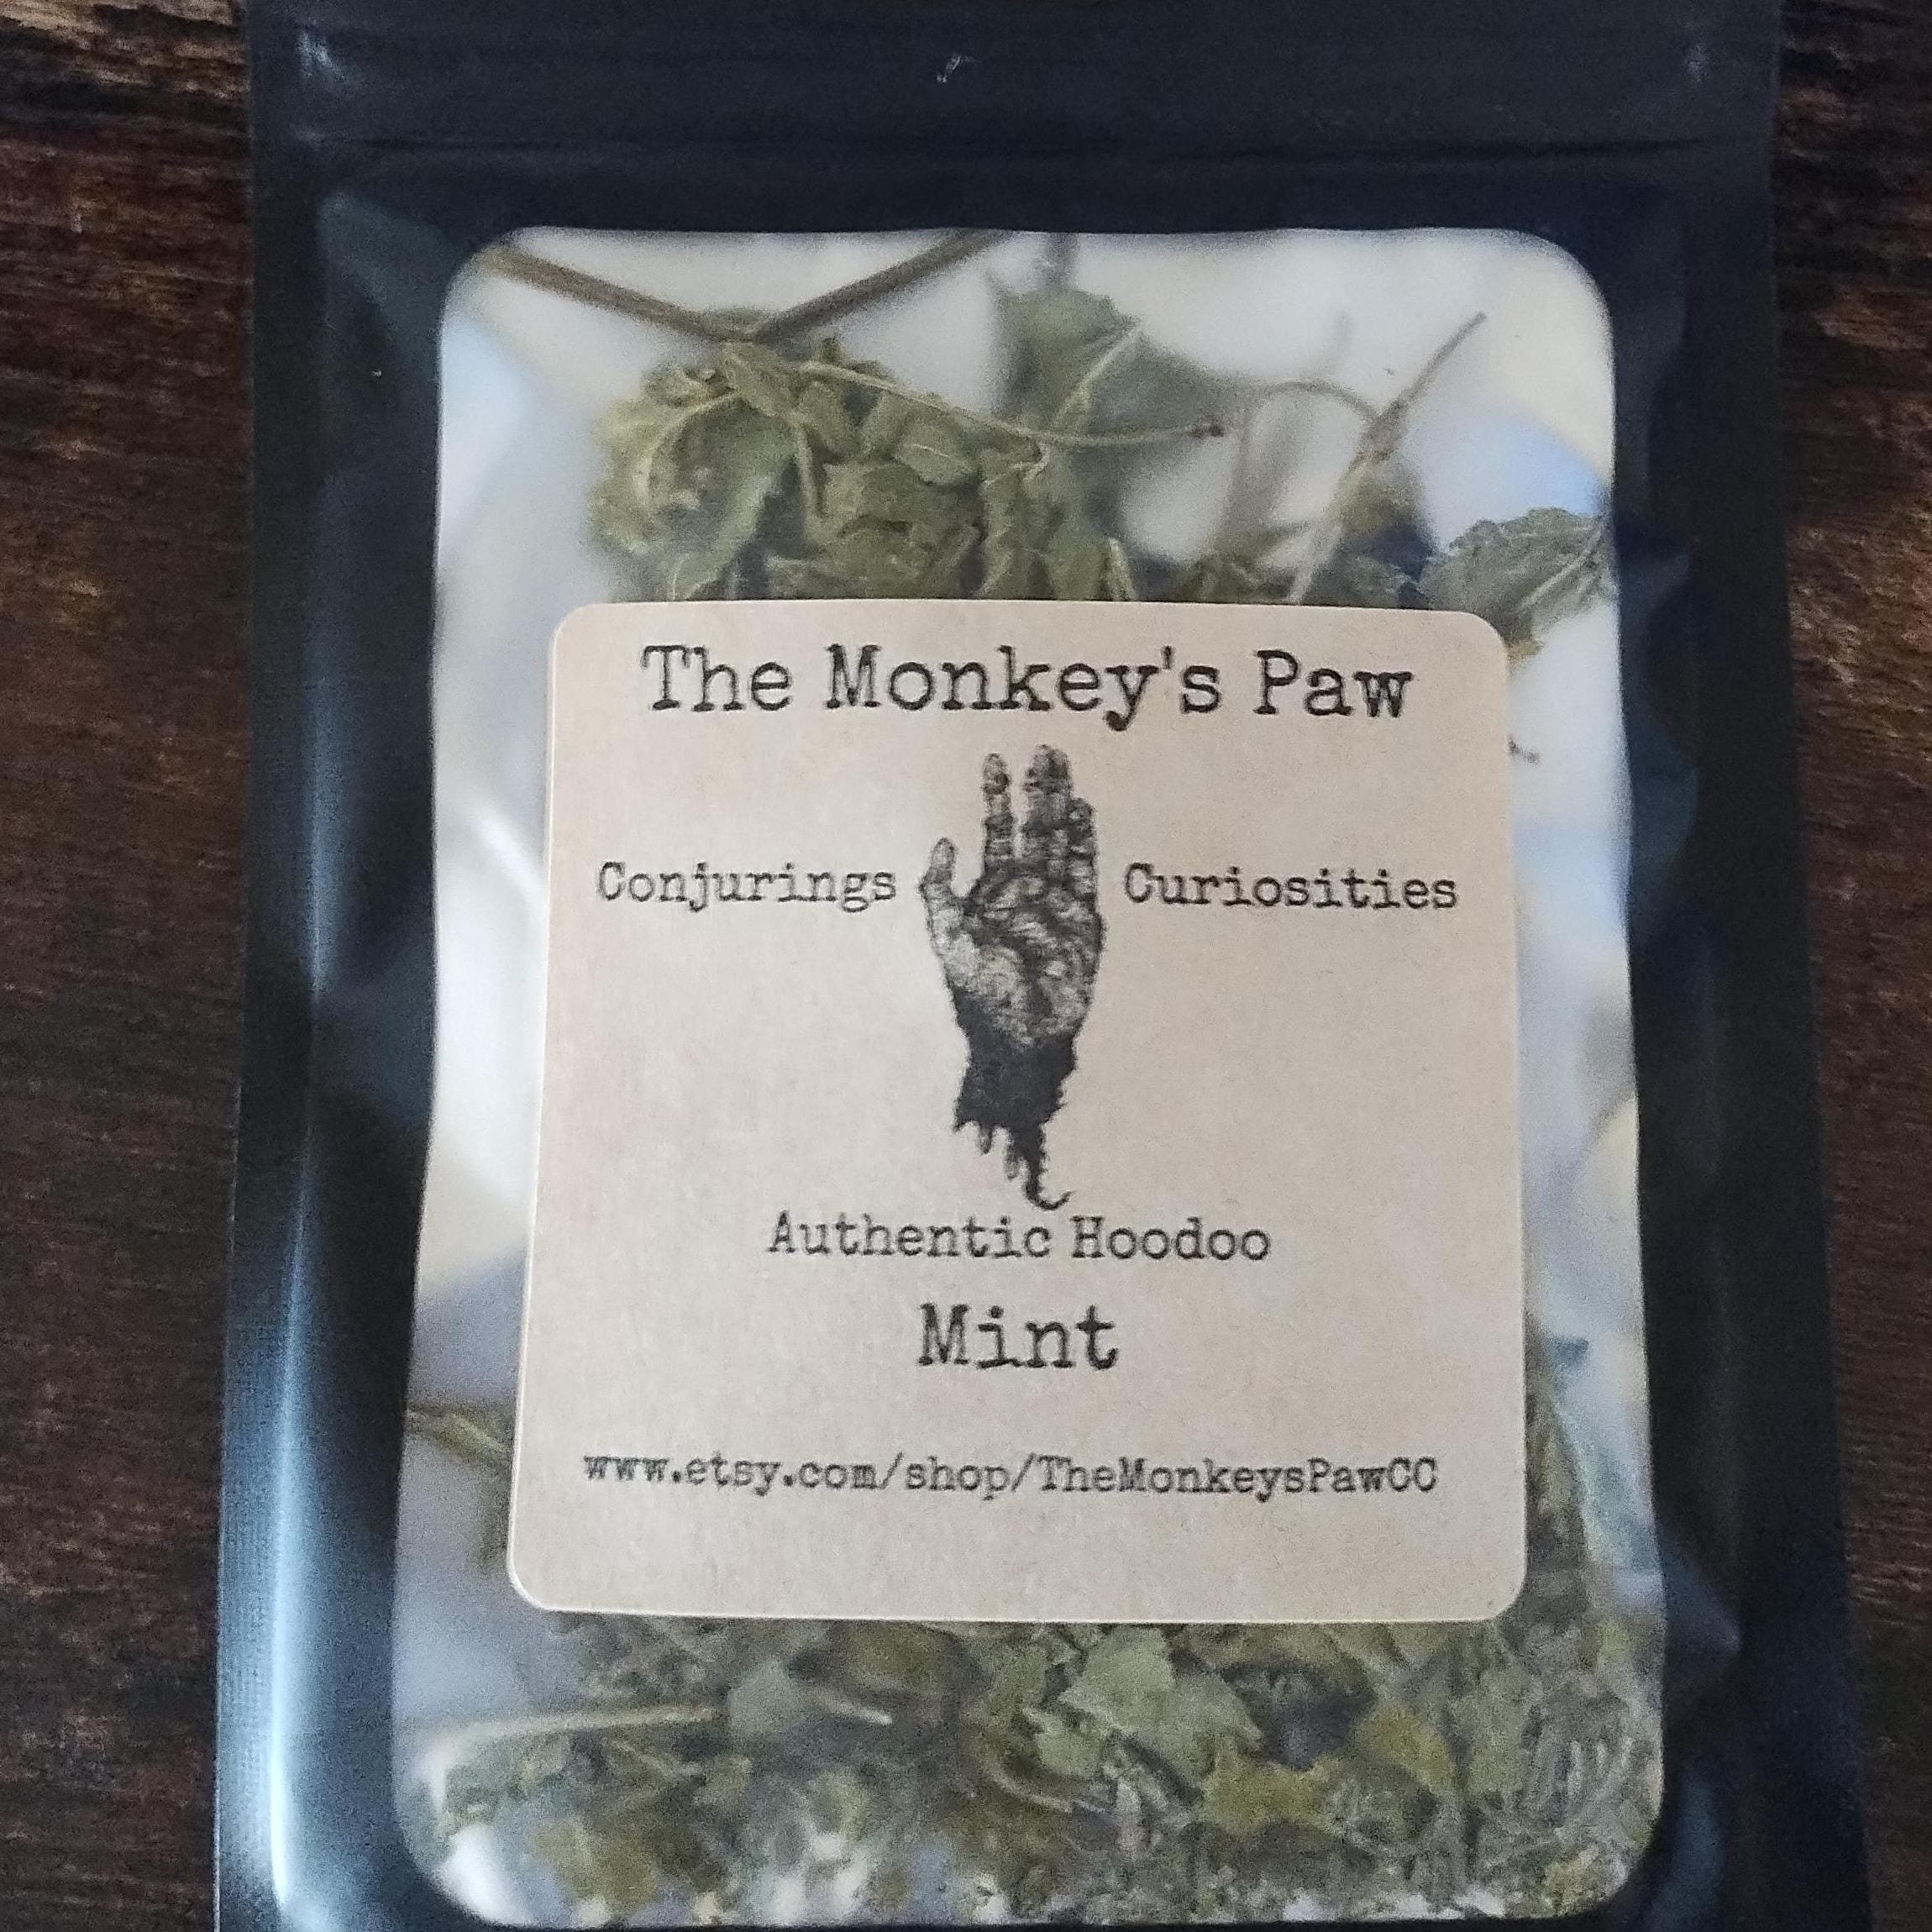 The Monkey's Paw
Conjurings Curiosities
Authentic Hoodoo
Mint
www.etsy.com/shop/TheMonkeysPawCC